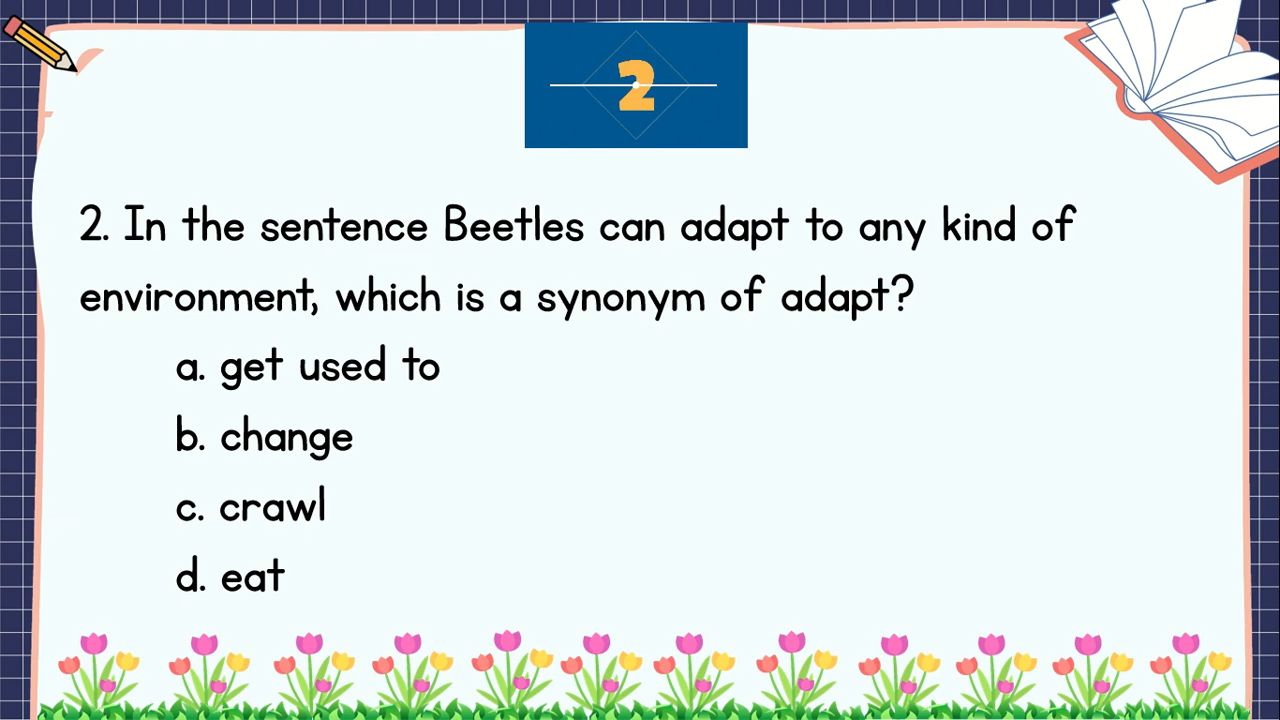 2
2. In the sentence Beetles can adapt to any kind of
environment, which is a synonym of adapt?
a. get used to
b. change
c. crawl
d. eat